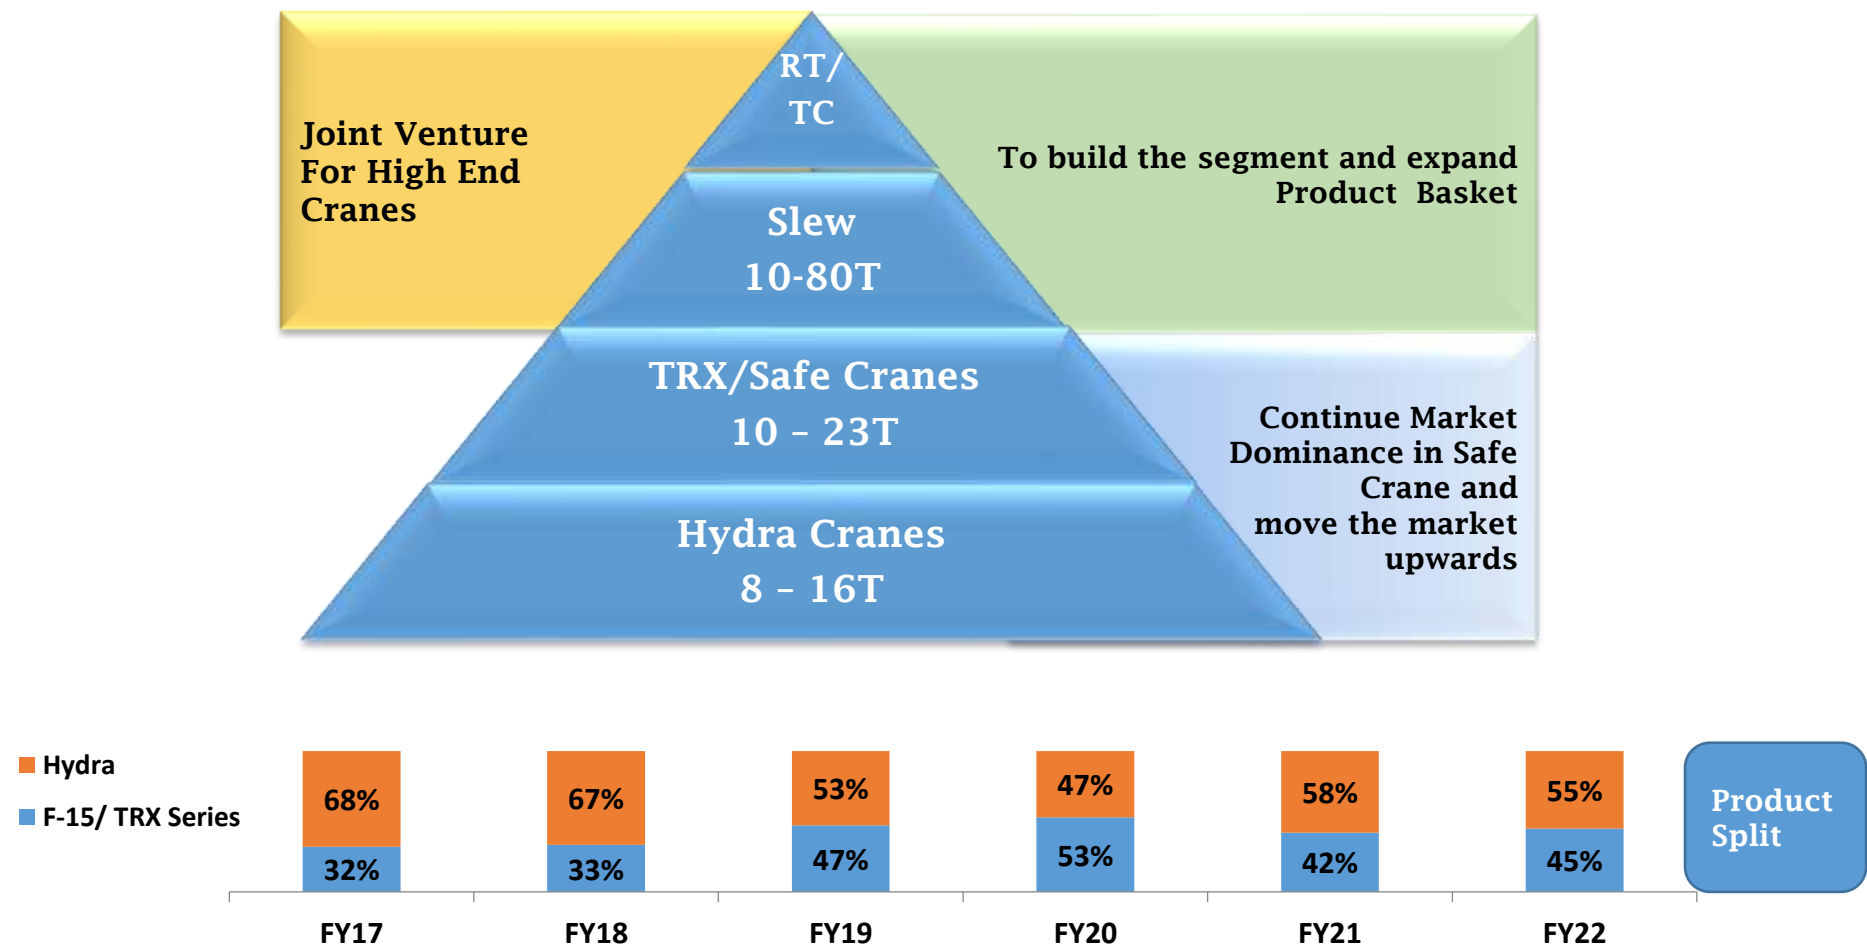 RT/
TC
Joint Venture
For High End
Cranes
To build the segment and expand
Product Basket
Slew
10-80T
TRX/Safe Cranes
10 – 23T
Continue Market
Dominance in Safe
Crane and
move the market
upwards
Hydra Cranes
8 – 16T
Hydra
F-15/ TRX Series
68% 67% 53% 47% 58% 55%
32% 33% 47% 53% 42% 45%
FY17 FY18 FY19 FY20 FY21 FY22
Product
Split